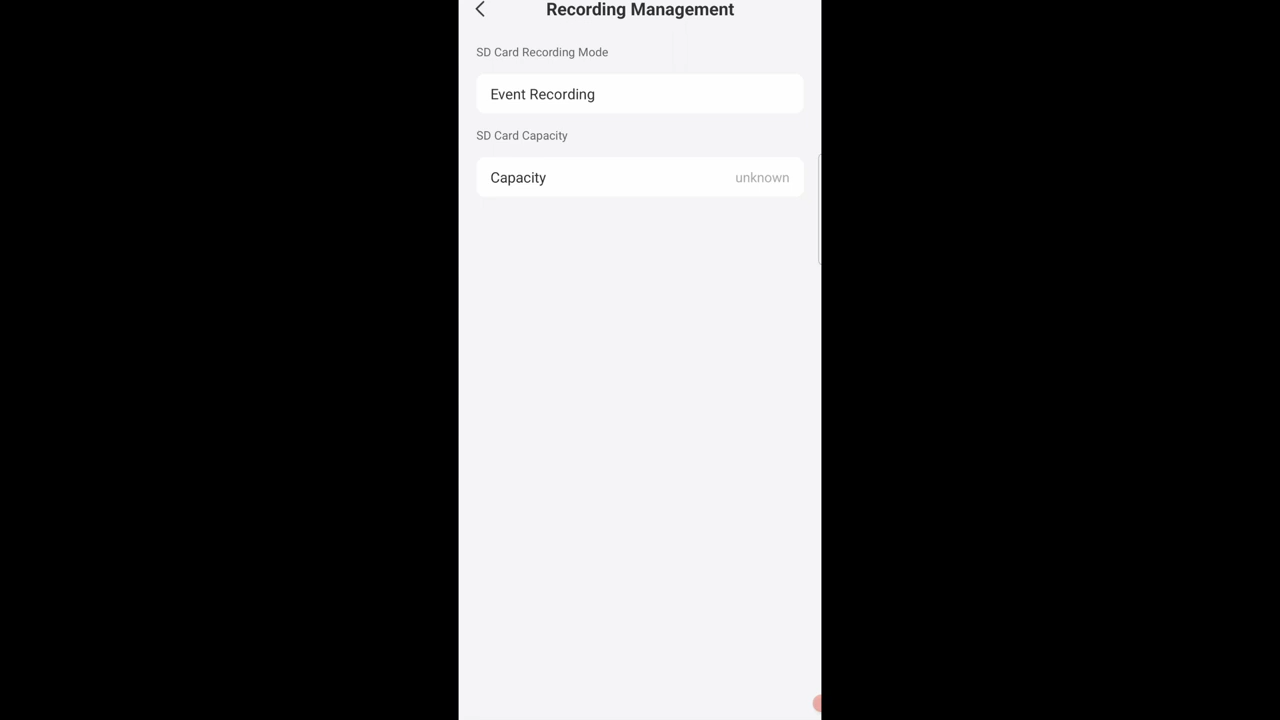 Recording Management
SD Card Recording Mode
Event Recording
SD Card Capacity
Capacity unknown